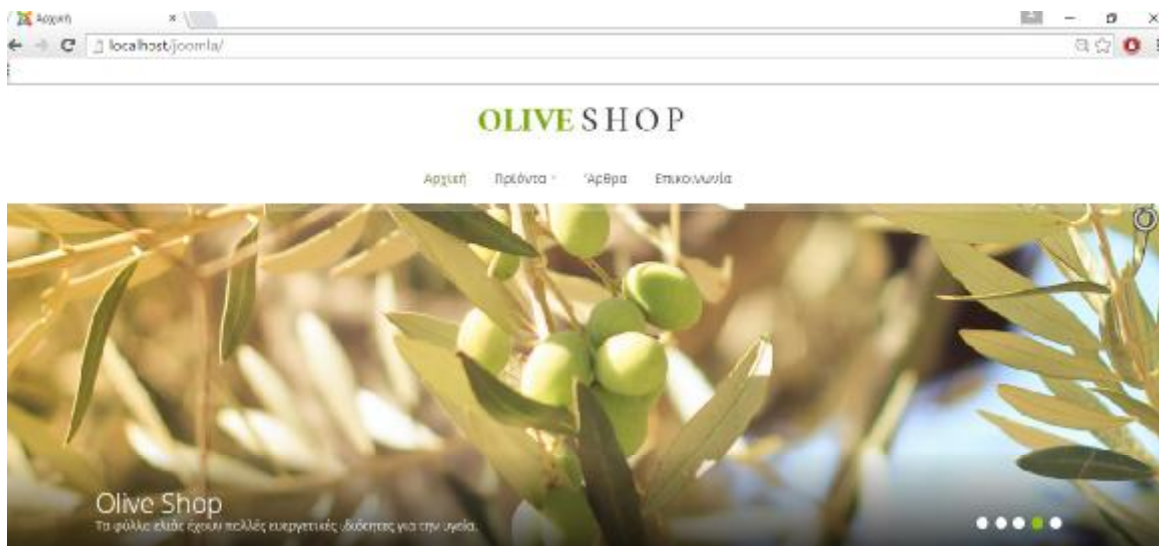 Αρχική
localhost/joomla/
OLIVE SHOP
Αρχική Πρϊόντα Άρθρα Επικοινωνία
Olive Shop
Τα φύλλα ελιάς έχουν πολλές ευεργετικές ιδιότητες για την υγεία.